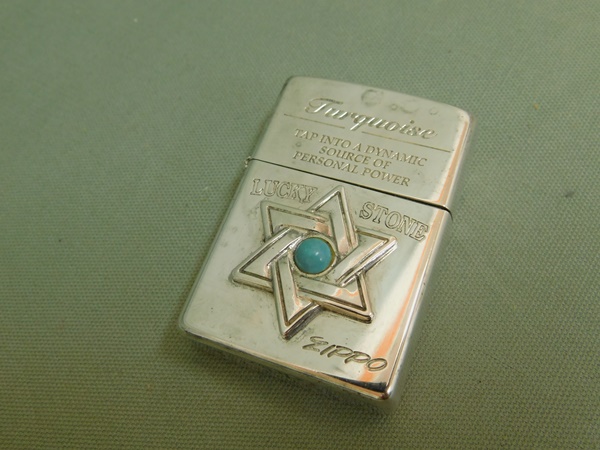 Turquoise
TAP INTO A DYNAMIC
SOURCE OF
PERSONAL POWER
LUCKY STONE
ZIPPO